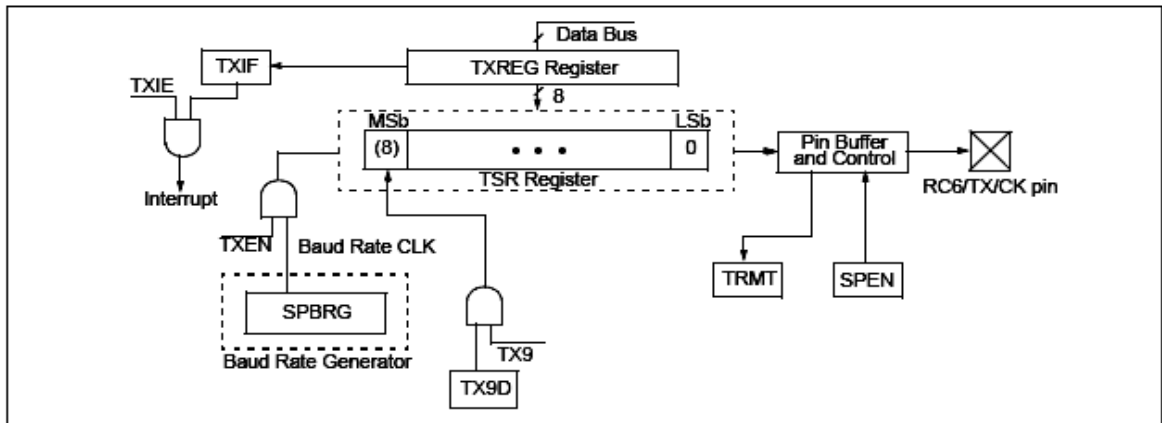 Data Bus
TXIF
TXREG Register
TXIE
8
MSb
LSb
(8)
• • •
0
Pin Buffer
and Control
TSR Register
Interrupt
RC6/TX/CK pin
TXEN
Baud Rate CLK
TRMT
SPEN
SPBRG
Baud Rate Generator
TX9
TX9D